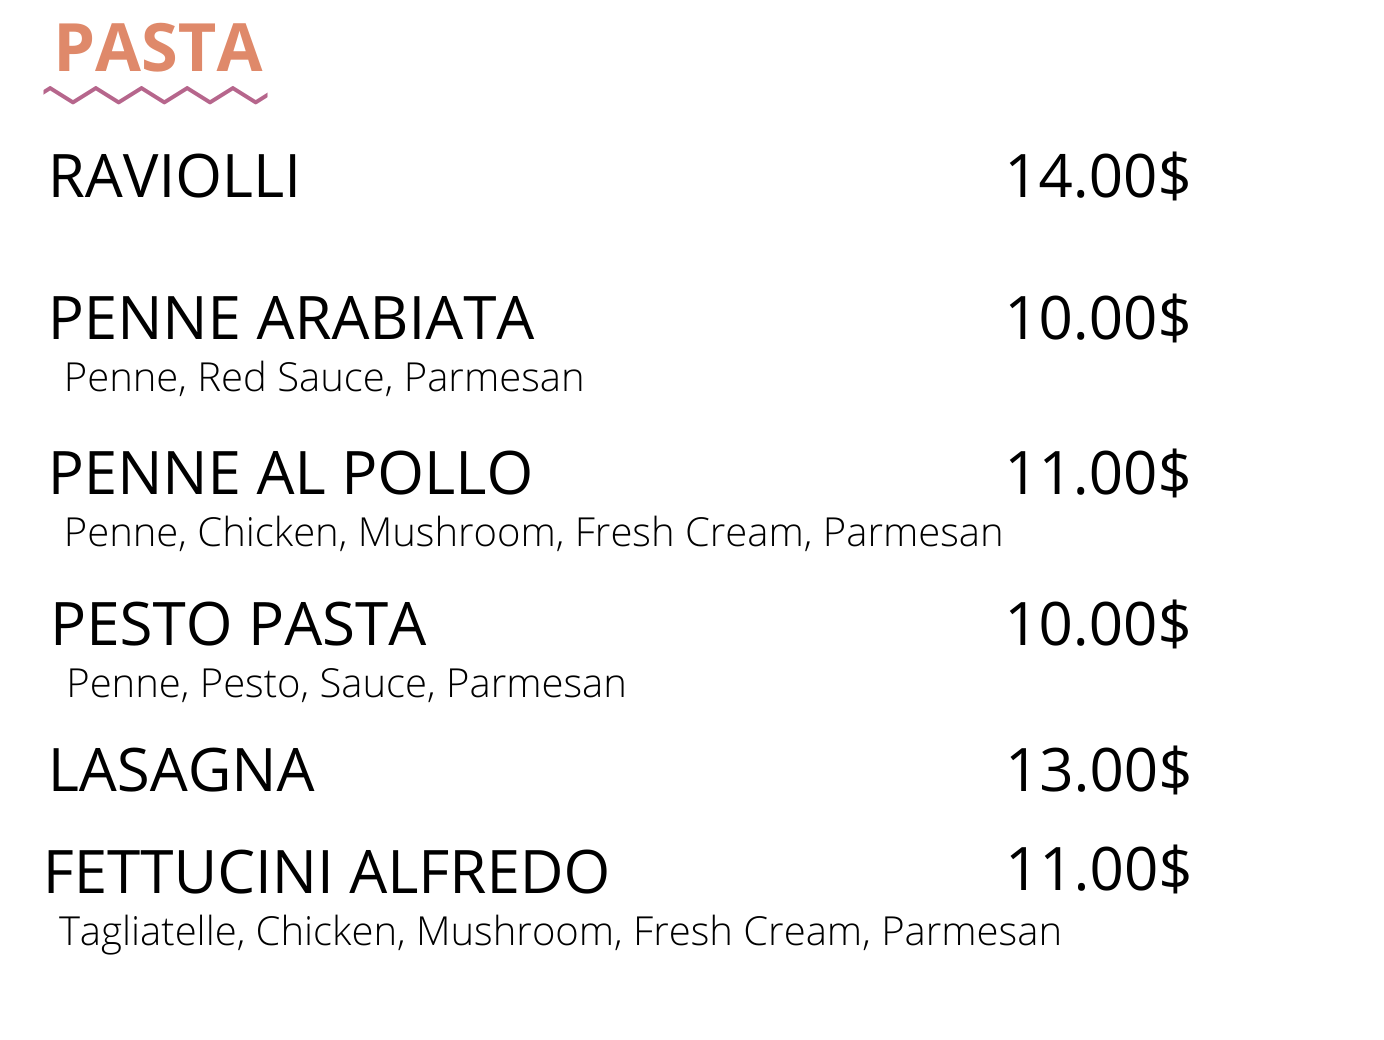 PASTA
RAVIOLLI 14.00$
PENNE ARABIATA 10.00$
Penne, Red Sauce, Parmesan
PENNE AL POLLO 11.00$
Penne, Chicken, Mushroom, Fresh Cream, Parmesan
PESTO PASTA 10.00$
Penne, Pesto, Sauce, Parmesan
LASAGNA 13.00$
FETTUCINI ALFREDO 11.00$
Tagliatelle, Chicken, Mushroom, Fresh Cream, Parmesan